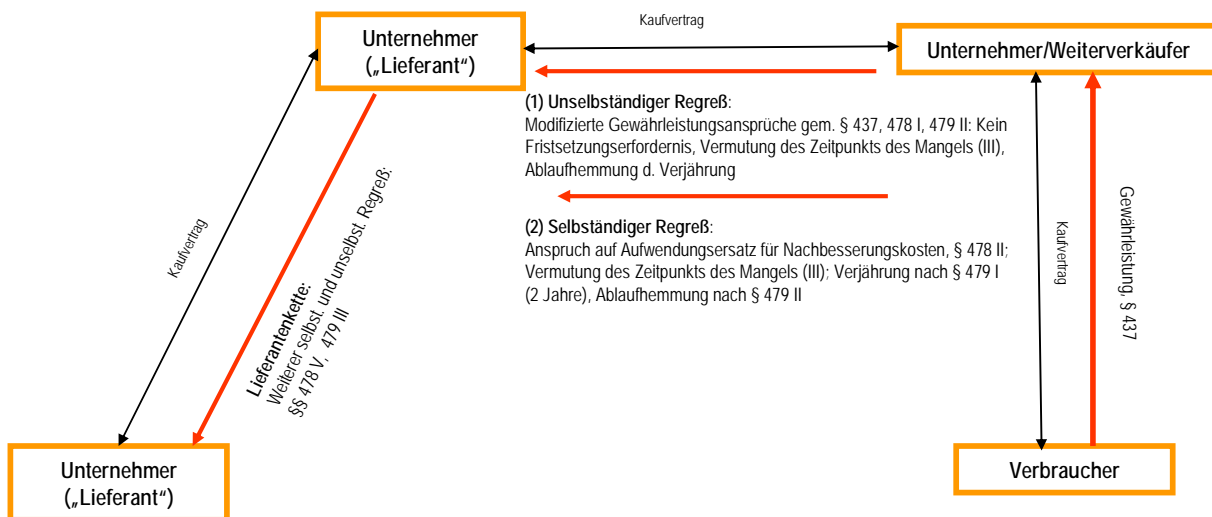 Kaufvertrag
Unternehmer
(„Lieferant“)
Unternehmer/Weiterverkäufer
(1) Unselbständiger Regreß:
Modifizierte Gewährleistungsansprüche gem. § 437, 478 I, 479 II: Kein
Fristsetzungserfordernis, Vermutung des Zeitpunkts des Mangels (III),
Ablaufhemmung d. Verjährung
(2) Selbständiger Regreß:
Anspruch auf Aufwendungsersatz für Nachbesserungskosten, § 478 II;
Vermutung des Zeitpunkts des Mangels (III); Verjährung nach § 479 I
(2 Jahre), Ablaufhemmung nach § 479 II
Kaufvertrag
Lieferantenkette:
Weiterer selbst. und unselbst. Regreß:
§§ 478 V, 479 III
Kaufvertrag
Gewährleistung, § 437
Unternehmer
(„Lieferant“)
Verbraucher